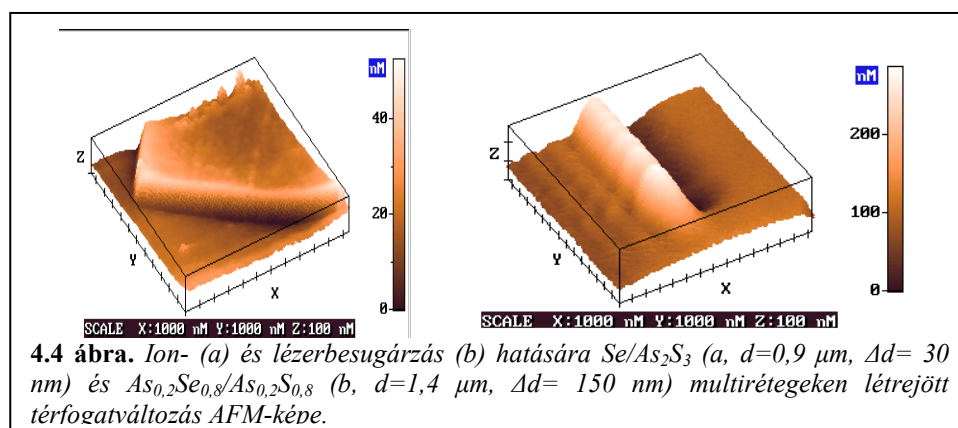 nM
40
20
0
Z
Y
X
SCALE X:1000 nM Y:1000 nM Z:100 nM
nM
200
100
0
Z
Y
X
SCALE X:1000 nM Y:1000 nM Z:100 nM
4.4 ábra. Ion- (a) és lézerbesugárzás (b) hatására Se/As₂S₃ (a, d=0,9 μm, Δd= 30
nm) és As₀,₂Se₀,₈/As₀,₂S₀,₈ (b, d=1,4 μm, Δd= 150 nm) multirétegeken létrejött
térfogatváltozás AFM-képe.